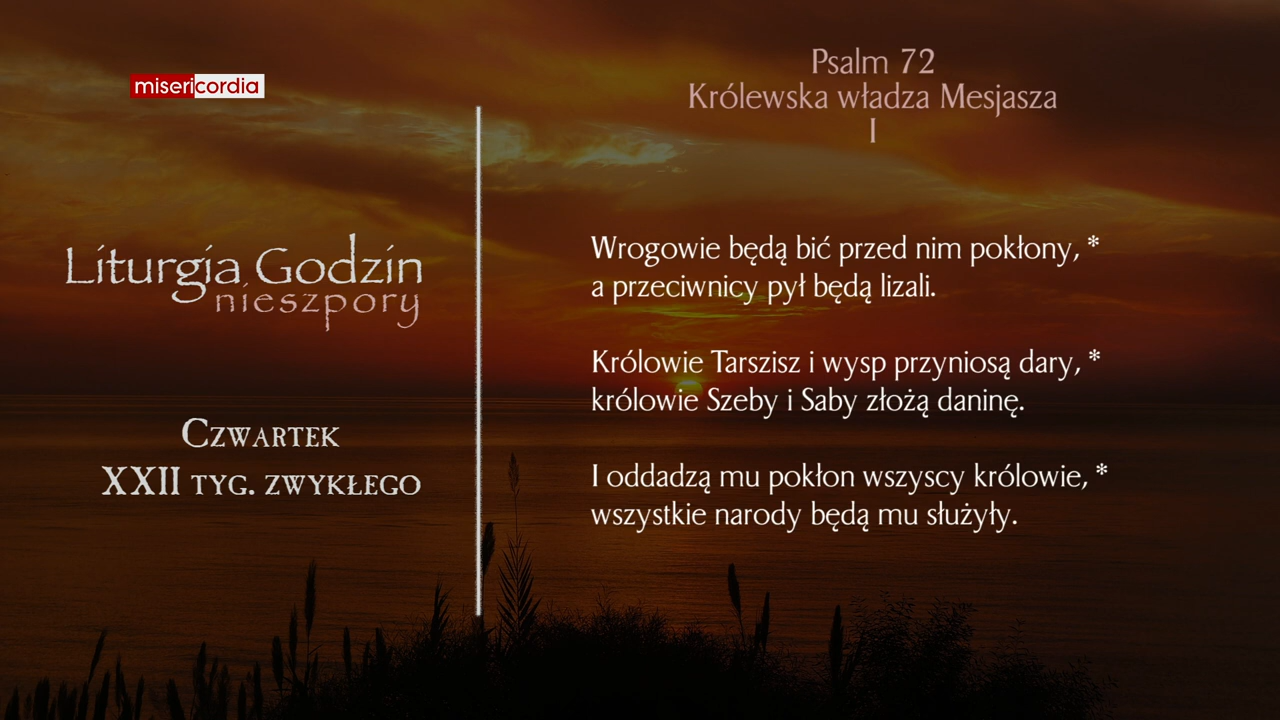 misericordia
Psalm 72
Królewska władza Mesjasza
I
Liturgia Godzin
nieszpory
Czwartek
XXII tyg. zwykłego
Wrogowie będą bić przed nim pokłony, *
a przeciwnicy pył będą lizali.
Królowie Tarszisz i wysp przyniosą dary, *
królowie Szeby i Saby złożą daninę.
I oddadzą mu pokłon wszyscy królowie, *
wszystkie narody będą mu służyły.